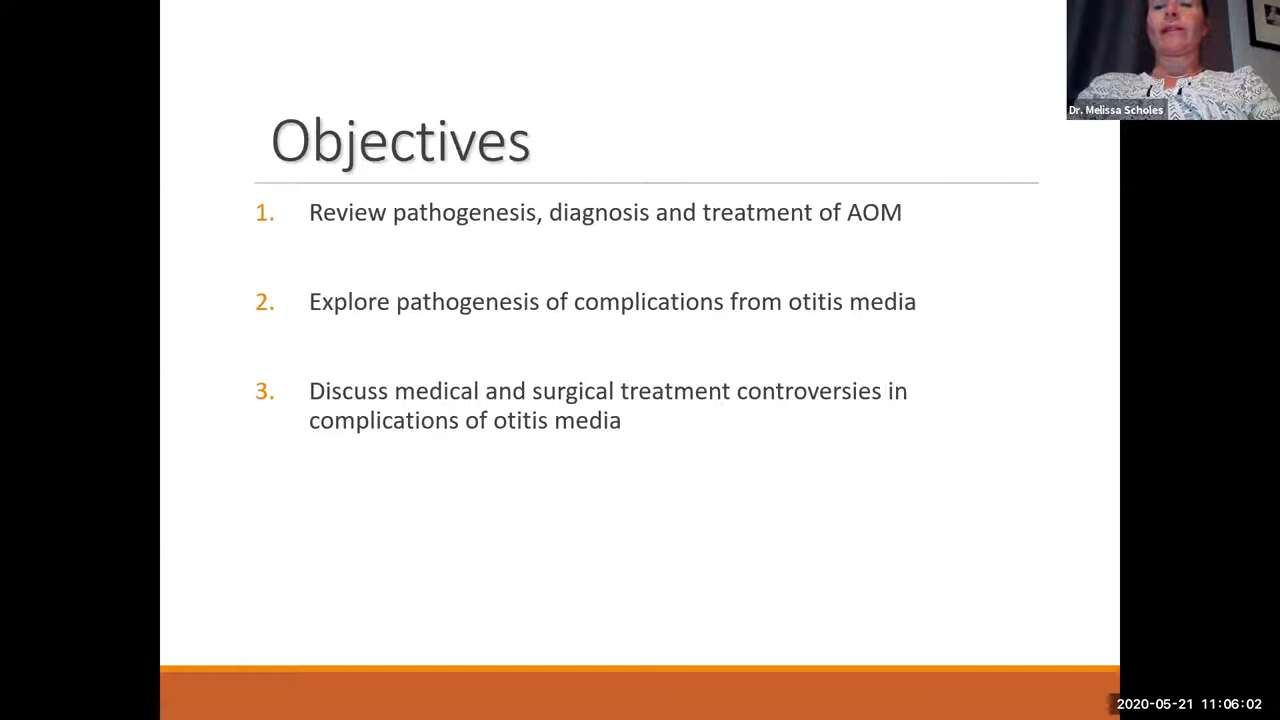 Dr. Melissa Scholes
Objectives
1. Review pathogenesis, diagnosis and treatment of AOM
2. Explore pathogenesis of complications from otitis media
3. Discuss medical and surgical treatment controversies in
complications of otitis media
2020-05-21 11:06:02